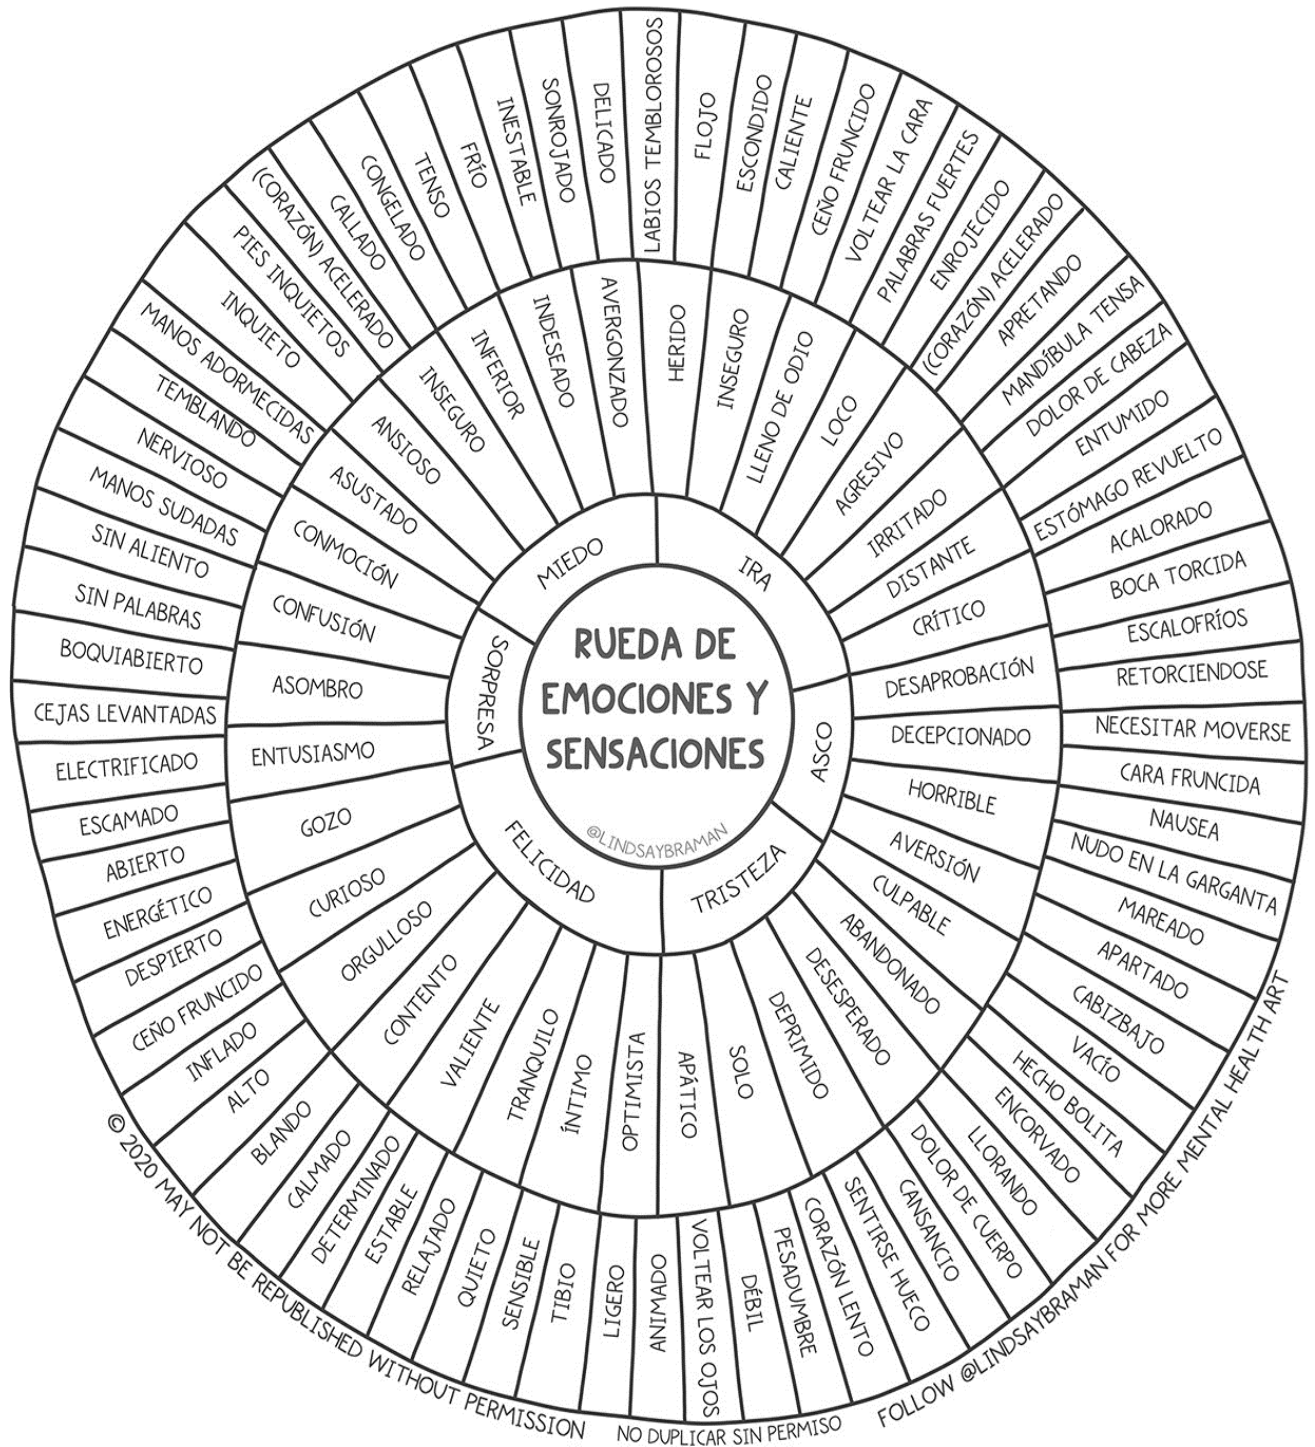 RUEDA DE
EMOCIONES Y
SENSACIONES
@LINDSAYBRAMAN
MIEDO
IRA
ASCO
TRISTEZA
FELICIDAD
SORPRESA
HERIDO
INSEGURO
LLENO DE ODIO
LOCO
AGRESIVO
IRRITADO
DISTANTE
CRÍTICO
DESAPROBACIÓN
DECEPCIONADO
HORRIBLE
AVERSIÓN
CULPABLE
ABANDONADO
DESESPERADO
DEPRIMIDO
SOLO
APÁTICO
OPTIMISTA
ÍNTIMO
TRANQUILO
VALIENTE
CONTENTO
ORGULLOSO
CURIOSO
GOZO
ENTUSIASMO
ASOMBRO
CONFUSIÓN
CONMOCIÓN
ASUSTADO
ANSIOSO
INSEGURO
INFERIOR
INDESEADO
AVERGONZADO
LABIOS TEMBLOROSOS
FLOJO
ESCONDIDO
CALIENTE
CEÑO FRUNCIDO
VOLTEAR LA CARA
PALABRAS FUERTES
ENROJECIDO
(CORAZÓN) ACELERADO
APRETANDO
MANDÍBULA TENSA
DOLOR DE CABEZA
ENTUMIDO
ESTÓMAGO REVUELTO
ACALORADO
BOCA TORCIDA
ESCALOFRÍOS
RETORCIENDOSE
NECESITAR MOVERSE
CARA FRUNCIDA
NAUSEA
NUDO EN LA GARGANTA
MAREADO
APARTADO
CABIZBAJO
VACÍO
HECHO BOLITA
ENCORVADO
LLORANDO
DOLOR DE CUERPO
CANSANCIO
SENTIRSE HUECO
CORAZÓN LENTO
PESADUMBRE
DÉBIL
VOLTEAR LOS OJOS
ANIMADO
LIGERO
TIBIO
SENSIBLE
QUIETO
RELAJADO
ESTABLE
DETERMINADO
CALMADO
BLANDO
ALTO
INFLADO
CEÑO FRUNCIDO
DESPIERTO
ENERGÉTICO
ABIERTO
ESCAMADO
ELECTRIFICADO
CEJAS LEVANTADAS
BOQUIABIERTO
SIN PALABRAS
SIN ALIENTO
MANOS SUDADAS
NERVIOSO
TEMBLANDO
MANOS ADORMECIDAS
INQUIETO
PIES INQUIETOS
(CORAZÓN) ACELERADO
CALLADO
CONGELADO
TENSO
FRÍO
INESTABLE
SONROJADO
DELICADO
© 2020 MAY NOT BE REPUBLISHED WITHOUT PERMISSION
NO DUPLICAR SIN PERMISO
FOLLOW @LINDSAYBRAMAN FOR MORE MENTAL HEALTH ART